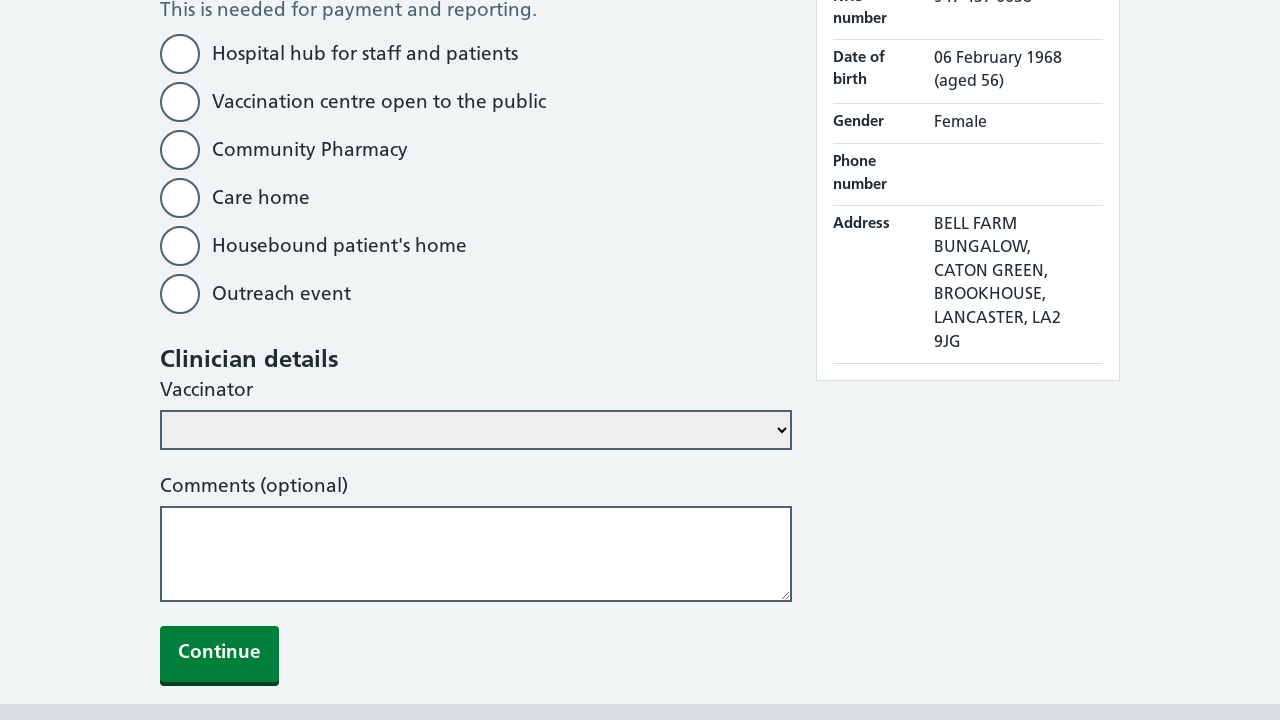 This is needed for payment and reporting.
Hospital hub for staff and patients
Vaccination centre open to the public
Community Pharmacy
Care home
Housebound patient's home
Outreach event
Clinician details
Vaccinator
Comments (optional)
Continue
number
Date of
birth
06 February 1968
(aged 56)
Gender
Female
Phone
number
Address
BELL FARM
BUNGALOW,
CATON GREEN,
BROOKHOUSE,
LANCASTER, LA2
9JG